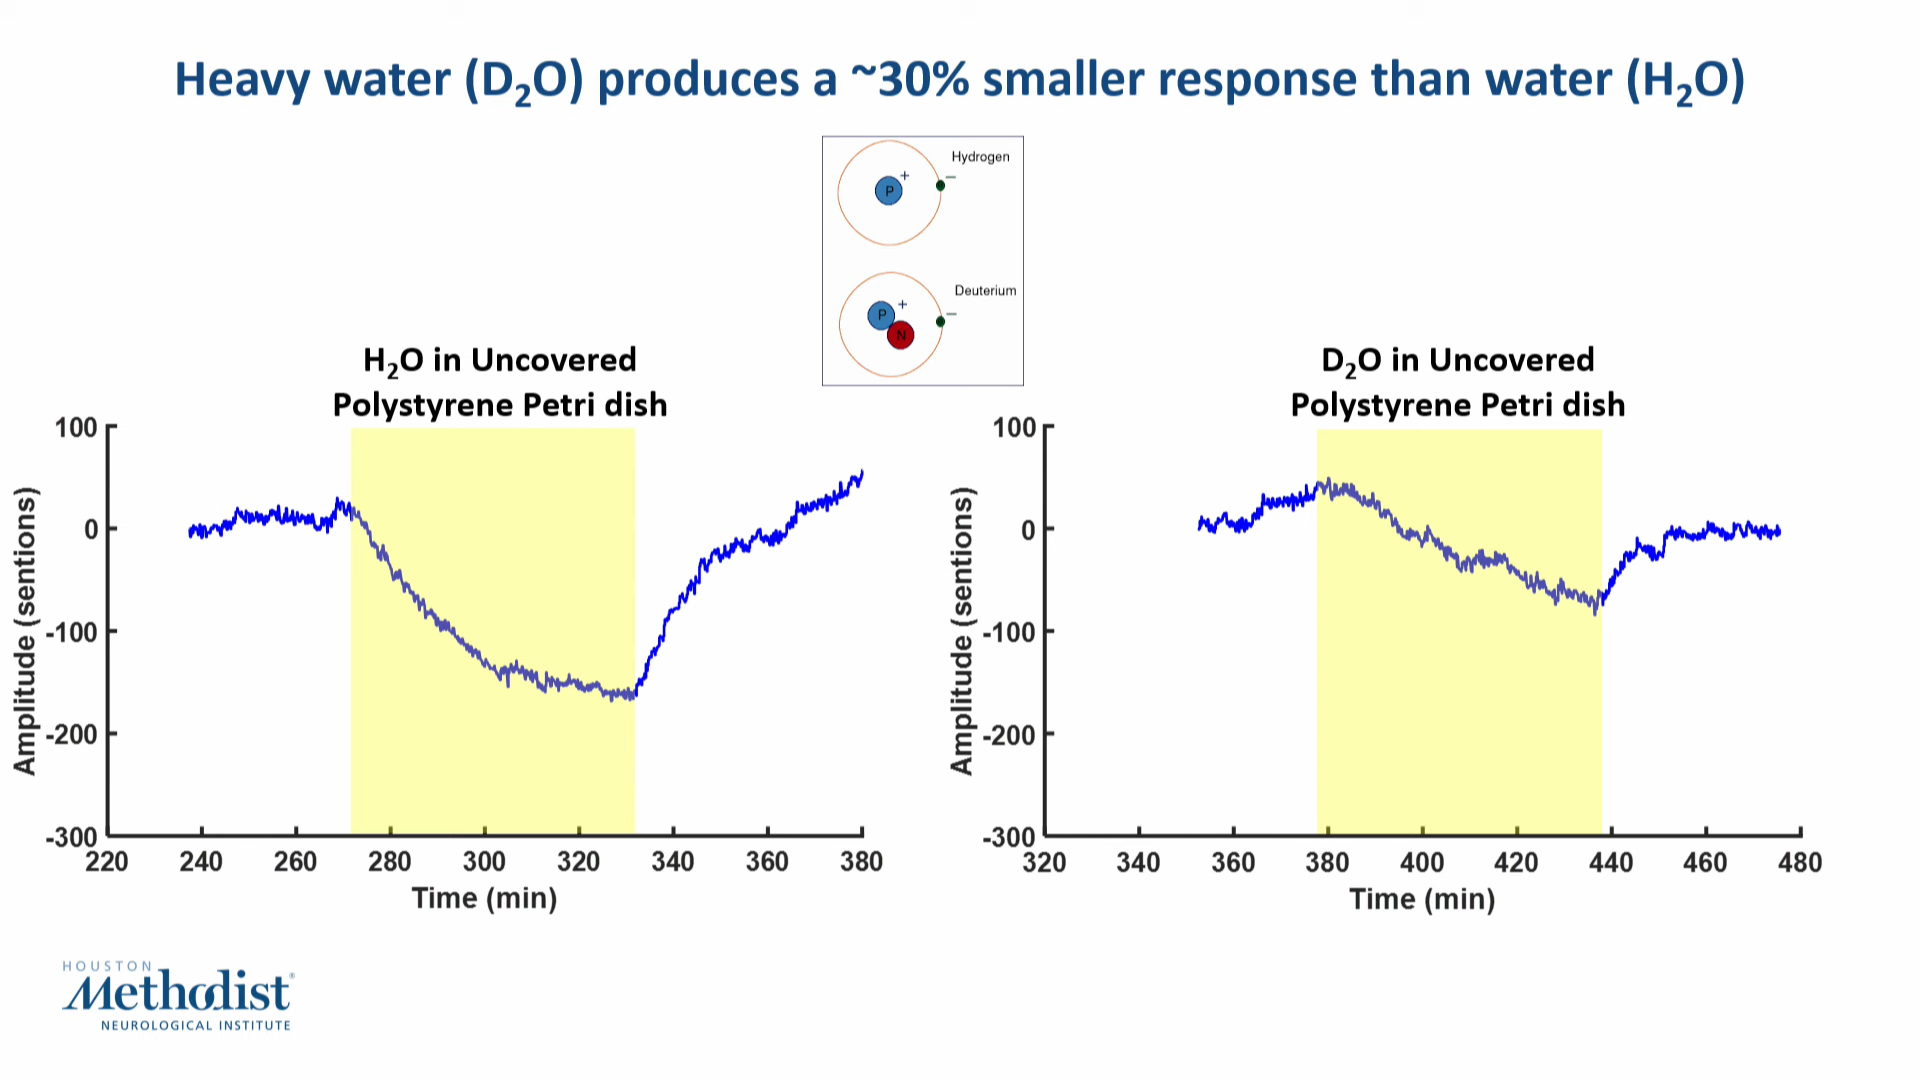 Heavy water (D₂O) produces a ~30% smaller response than water (H₂O)
Hydrogen
P
+
−
Deuterium
P
+
−
N
H₂O in Uncovered
Polystyrene Petri dish
Amplitude (sentions)
100
0
-100
-200
-300
220 240 260 280 300 320 340 360 380
Time (min)
D₂O in Uncovered
Polystyrene Petri dish
Amplitude (sentions)
100
0
-100
-200
-300
320 340 360 380 400 420 440 460 480
Time (min)
HOUSTON
Methodist®
NEUROLOGICAL INSTITUTE